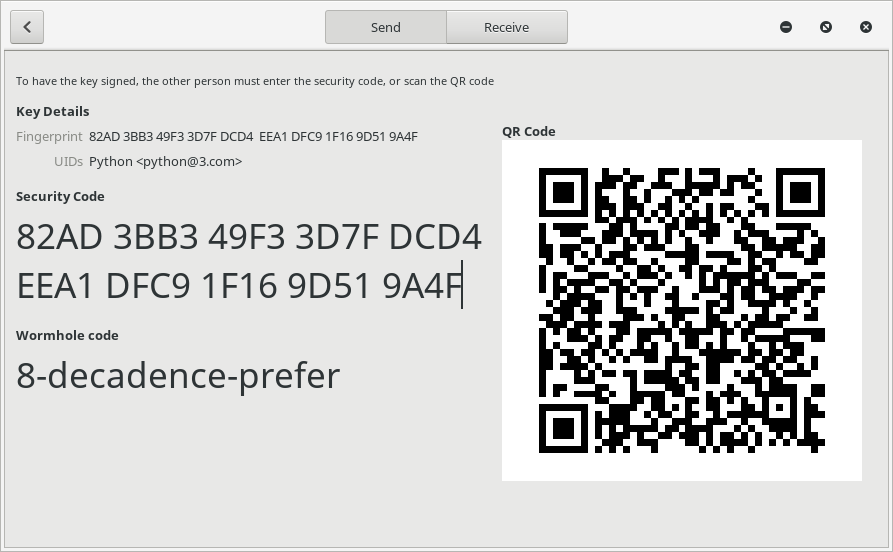 Send
Receive
To have the key signed, the other person must enter the security code, or scan the QR code
Key Details
Fingerprint 82AD 3BB3 49F3 3D7F DCD4  EEA1 DFC9 1F16 9D51 9A4F
UIDs Python <python@3.com>
Security Code
82AD 3BB3 49F3 3D7F DCD4
EEA1 DFC9 1F16 9D51 9A4F
Wormhole code
8-decadence-prefer
QR Code